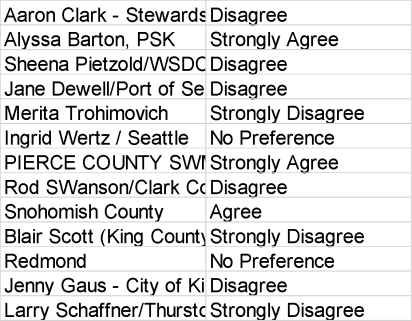 Aaron Clark - Stewards Disagree
Alyssa Barton, PSK Strongly Agree
Sheena Pietzold/WSDO Disagree
Jane Dewell/Port of Se Disagree
Merita Trohimovich Strongly Disagree
Ingrid Wertz / Seattle No Preference
PIERCE COUNTY SWM Strongly Agree
Rod SWanson/Clark Co Disagree
Snohomish County Agree
Blair Scott (King County Strongly Disagree
Redmond No Preference
Jenny Gaus - City of Ki Disagree
Larry Schaffner/Thursto Strongly Disagree